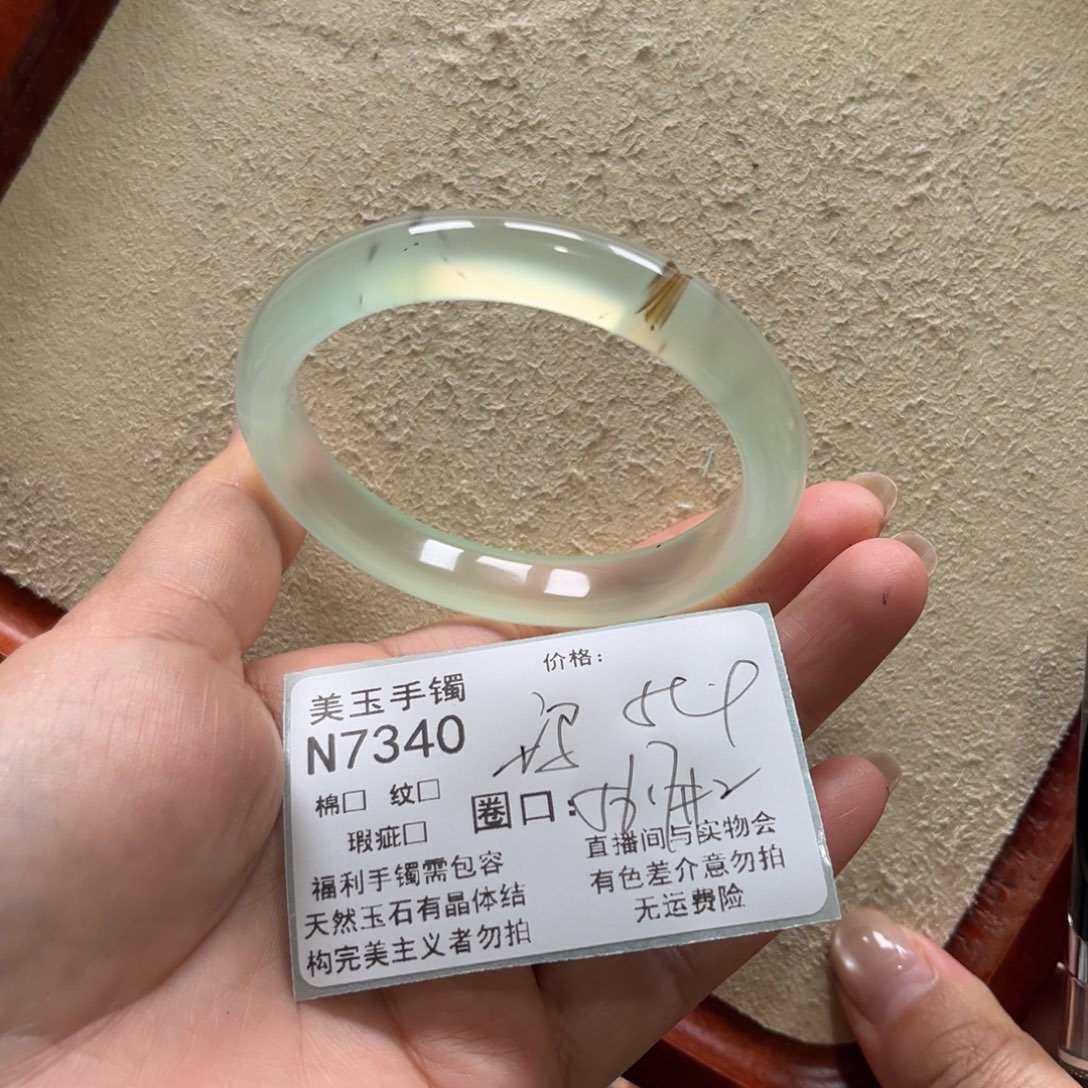 价格：
美玉手镯
N7340
棉□ 纹□
瑕疵□
圈口：
福利手镯需包容
天然玉石有晶体结
构完美主义者勿拍
直播间与实物会
有色差介意勿拍
无运费险